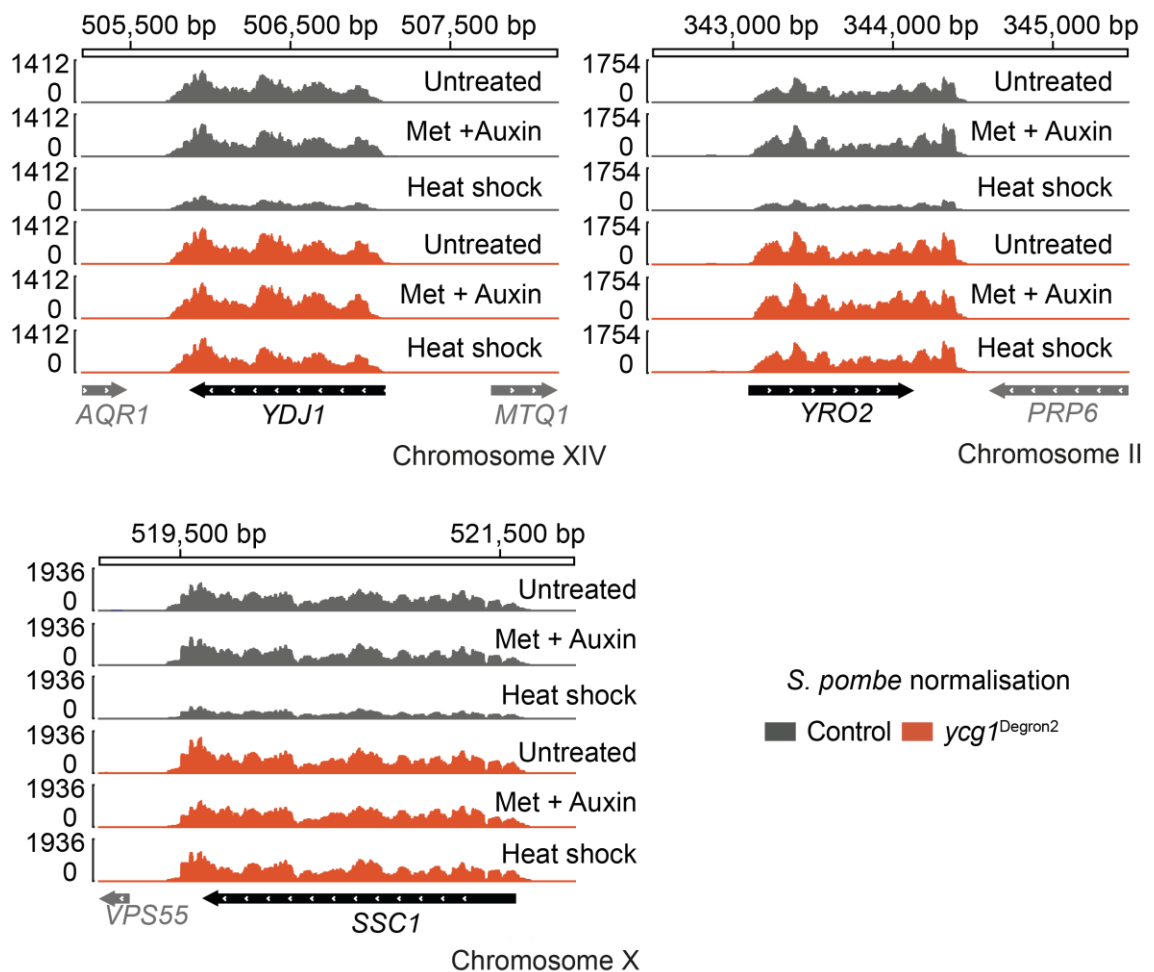 505,500 bp 506,500 bp 507,500 bp
1412
0
Untreated
1412
0
Met +Auxin
1412
0
Heat shock
1412
0
Untreated
1412
0
Met + Auxin
1412
0
Heat shock
AQR1 YDJ1 MTQ1
Chromosome XIV
343,000 bp 344,000 bp 345,000 bp
1754
0
Untreated
1754
0
Met + Auxin
1754
0
Heat shock
1754
0
Untreated
1754
0
Met + Auxin
1754
0
Heat shock
YRO2 PRP6
Chromosome II
519,500 bp 521,500 bp
1936
0
Untreated
1936
0
Met + Auxin
1936
0
Heat shock
1936
0
Untreated
1936
0
Met + Auxin
1936
0
Heat shock
VPS55 SSC1
Chromosome X
S. pombe normalisation
Control ycg1Degron2